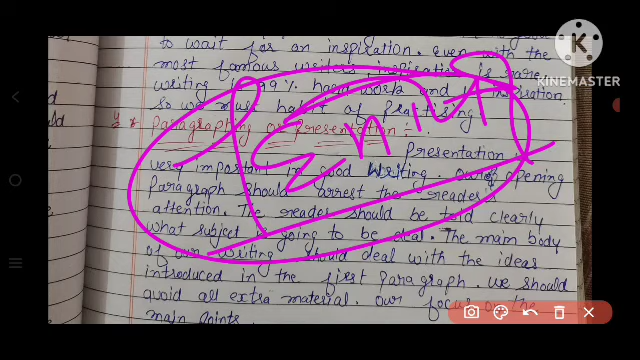 to wait for an inspiration. Even with the
most famous writers inspiration is rare.
writing is 99% hard work and inspiration.
So we must habit of practising
* Paragraphing or Presentation :
Presentation
very important in good writing. our opening
Paragraph should arrest the reader's
attention. The reader should be told clearly
what subject is going to be deal. The main body
of our writing should deal with the ideas
introduced in the first Paragraph. we should
avoid all extra material. our focus on the
main points.
KINEMASTER